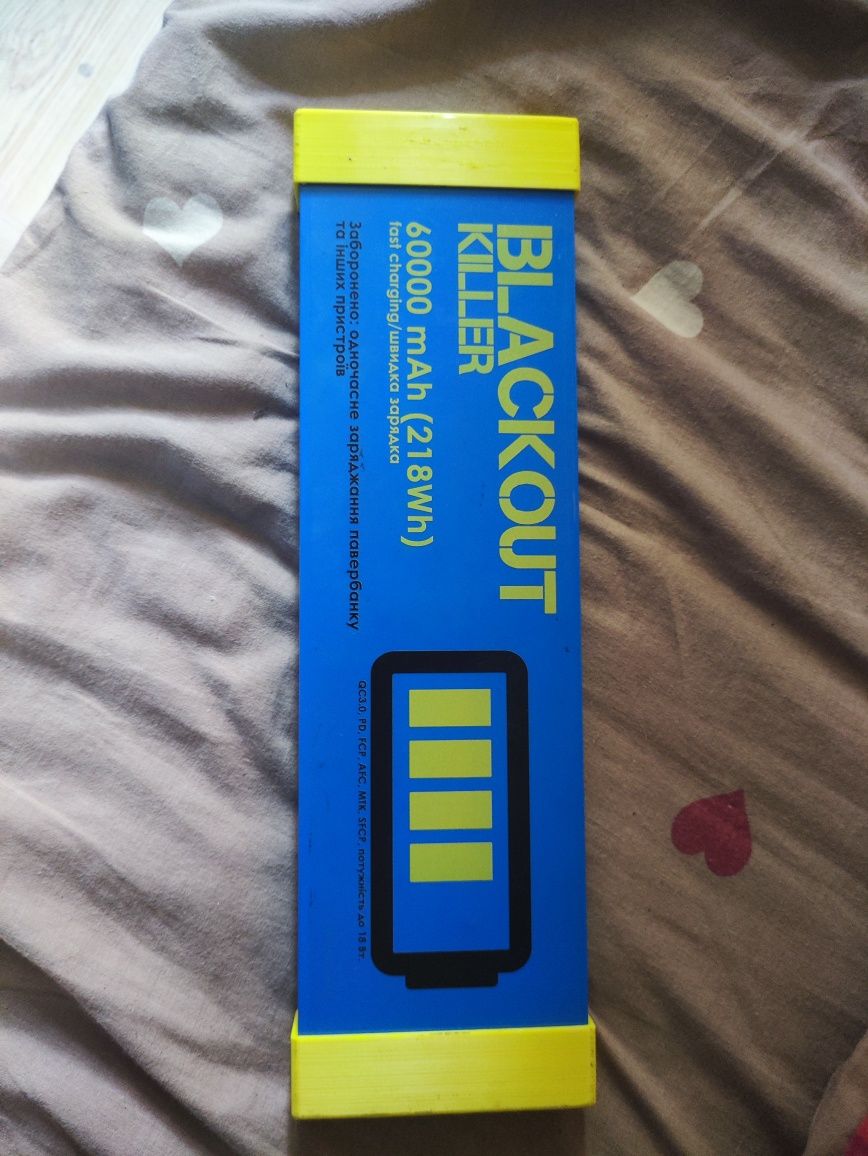 BLACKOUT
KILLER
60000 mAh (218Wh)
fast charging/швидка зарядка
Заборонено: одночасне заряджання павербанку
та інших пристроїв
QC3.0, PD, FCP, AFC, MTK, SFCP, потужність до 18 Вт.